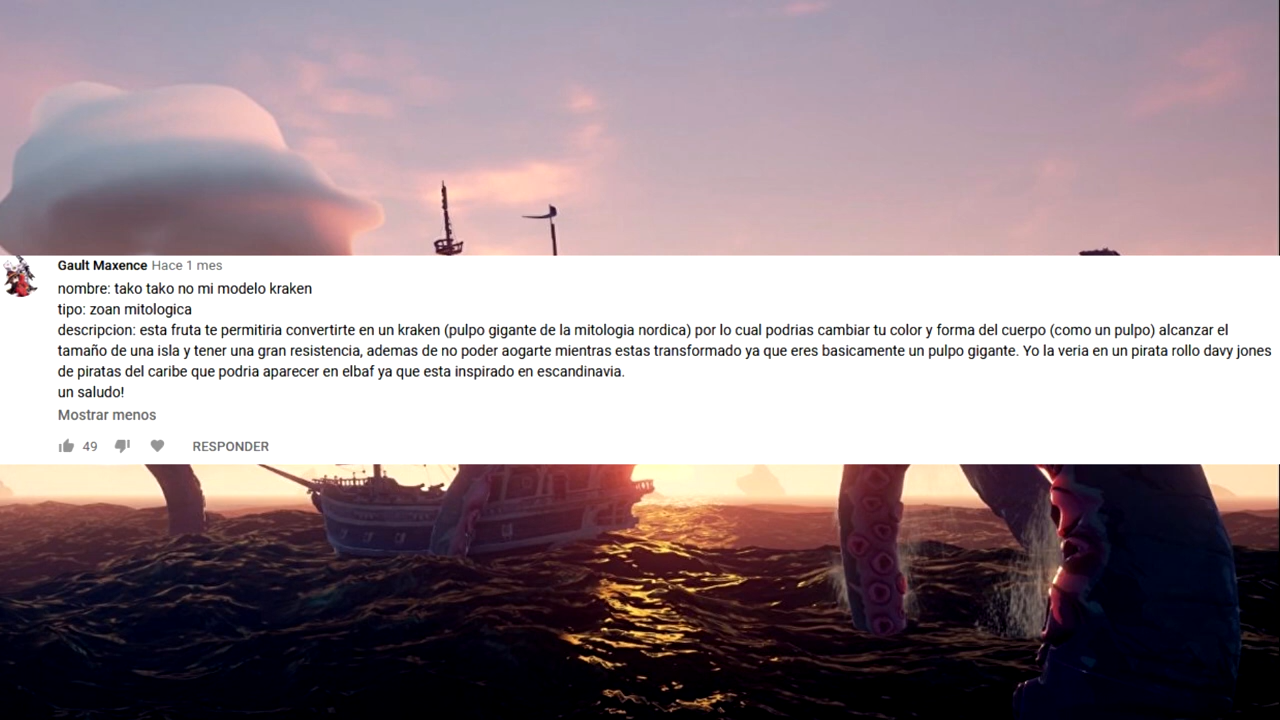 Gault Maxence Hace 1 mes
nombre: tako tako no mi modelo kraken
tipo: zoan mitologica
descripcion: esta fruta te permitiria convertirte en un kraken (pulpo gigante de la mitologia nordica) por lo cual podrias cambiar tu color y forma del cuerpo (como un pulpo) alcanzar el
tamaño de una isla y tener una gran resistencia, ademas de no poder aogarte mientras estas transformado ya que eres basicamente un pulpo gigante. Yo la veria en un pirata rollo davy jones
de piratas del caribe que podria aparecer en elbaf ya que esta inspirado en escandinavia.
un saludo!
Mostrar menos
49 RESPONDER